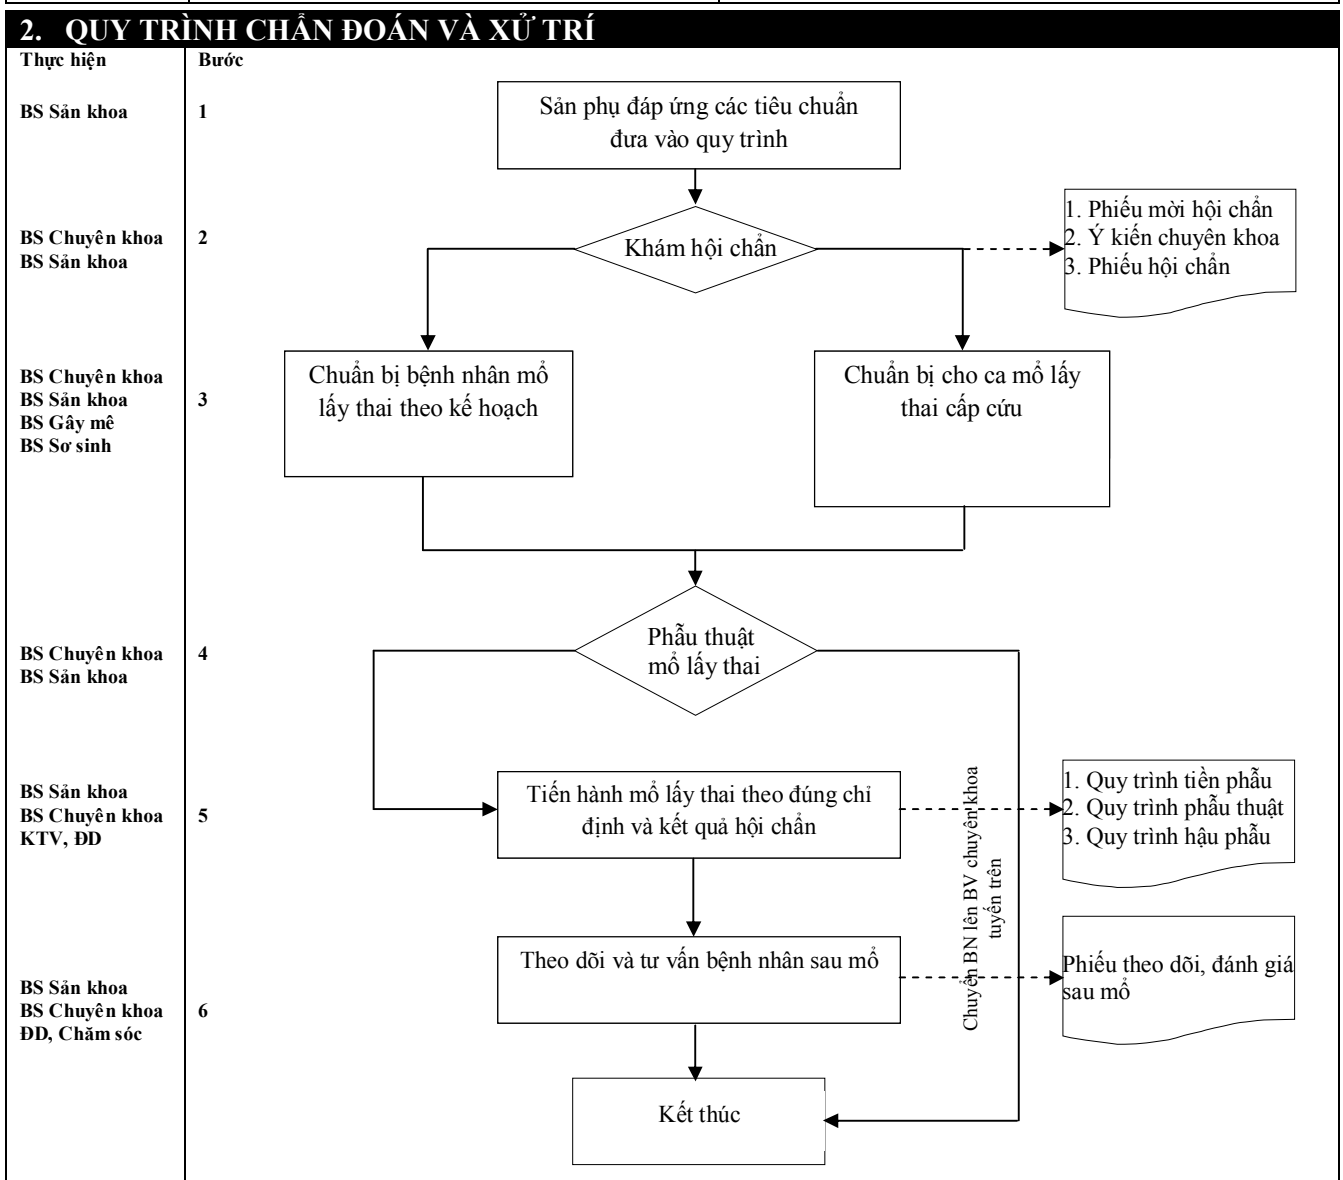 2. QUY TRÌNH CHẨN ĐOÁN VÀ XỬ TRÍ
Thực hiện
Bước
BS Sản khoa
1
Sản phụ đáp ứng các tiêu chuẩn
đưa vào quy trình
BS Chuyên khoa
BS Sản khoa
2
Khám hội chẩn
1. Phiếu mời hội chẩn
2. Ý kiến chuyên khoa
3. Phiếu hội chẩn
BS Chuyên khoa
BS Sản khoa
BS Gây mê
BS Sơ sinh
3
Chuẩn bị bệnh nhân mổ
lấy thai theo kế hoạch
Chuẩn bị cho ca mổ lấy
thai cấp cứu
BS Chuyên khoa
BS Sản khoa
4
Phẫu thuật
mổ lấy thai
BS Sản khoa
BS Chuyên khoa
KTV, ĐD
5
Tiến hành mổ lấy thai theo đúng chỉ
định và kết quả hội chẩn
Chuyển BN lên BV chuyên khoa
tuyến trên
1. Quy trình tiền phẫu
2. Quy trình phẫu thuật
3. Quy trình hậu phẫu
BS Sản khoa
BS Chuyên khoa
ĐD, Chăm sóc
6
Theo dõi và tư vấn bệnh nhân sau mổ
Phiếu theo dõi, đánh giá
sau mổ
Kết thúc